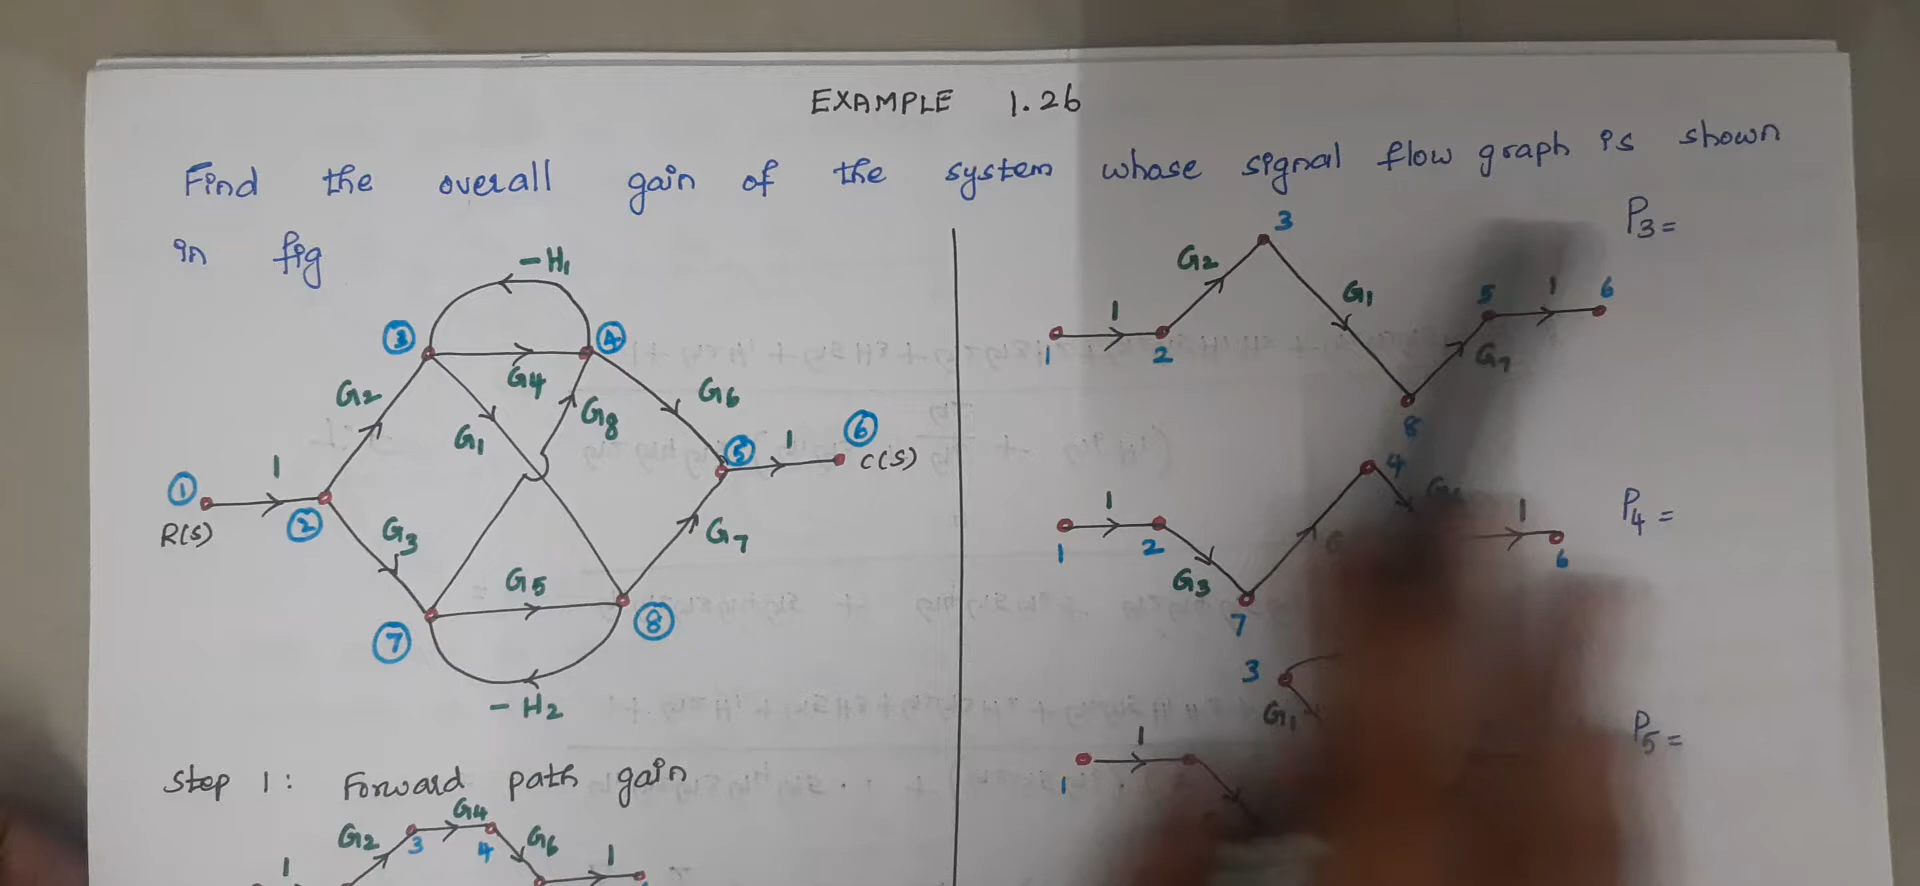 EXAMPLE 1.26
Find the overall gain of the system whose signal flow graph is shown
in fig
-H1
3
4
G4
G2
G1
G8
G6
5
1
6
C(S)
1
R(S)
1
2
G3
G5
G7
7
8
-H2
Step 1: Forward path gain
G2
3
G4
4
G6
1
1
P3=
3
G2
G1
1
1
2
5
1
6
G7
8
P4 =
4
1
1
2
G3
7
1
6
P5=
3
G1
1
1